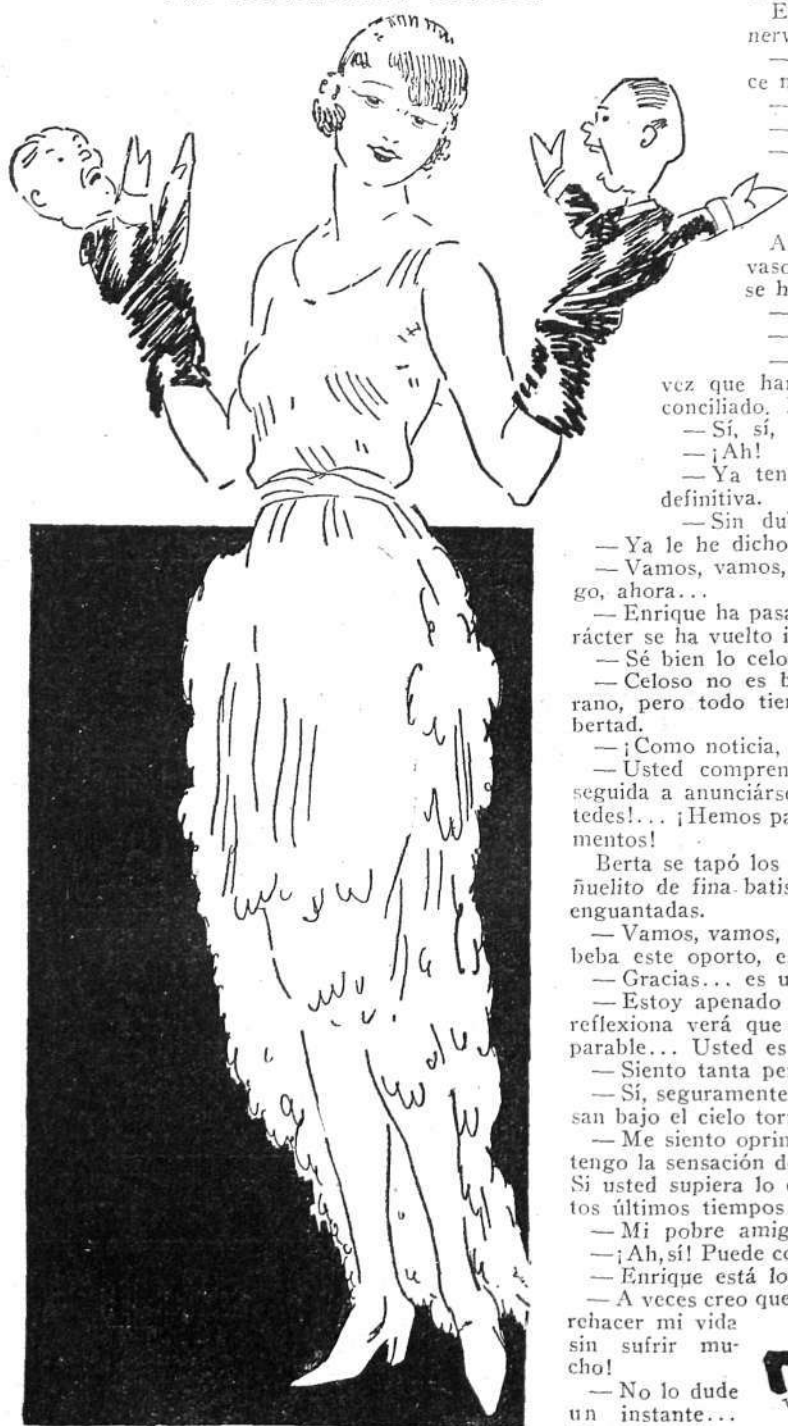 E
nerv
—
ce n
—
—
—
A
vaso
se h
—
—
—
vez que har
conciliado.
— Sí, sí,
— ¡Ah!
— Ya ten
definitiva.
— Sin du
— Ya le he dicho
— Vamos, vamos,
go, ahora...
— Enrique ha pasa
rácter se ha vuelto i
— Sé bien lo celo
— Celoso no es b
rano, pero todo tien
bertad.
— ¡Como noticia,
— Usted compren
seguida a anunciárse
tedes!... ¡Hemos pa
mentos!
Berta se tapó los
ñuelito de fina batis
enguantadas.
— Vamos, vamos,
beba este oporto, e
— Gracias... es u
— Estoy apenado
reflexiona verá que
parable... Usted es
— Siento tanta pe
— Sí, seguramente
san bajo el cielo tor
— Me siento oprin
tengo la sensación d
Si usted supiera lo
tos últimos tiempos
— Mi pobre amig
— ¡Ah, sí! Puede co
— Enrique está lo
— A veces creo que
rehacer mi vida
sin sufrir mu-
cho!
— No lo dude
un instante...